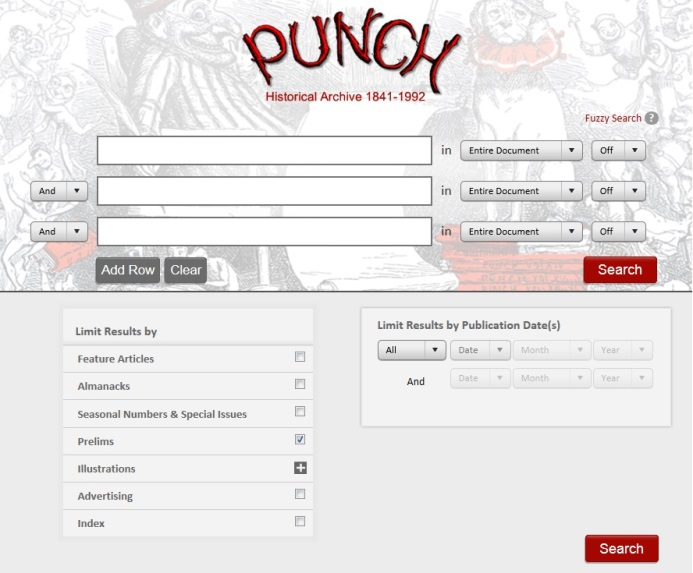 PUNCH
Historical Archive 1841-1992
Fuzzy Search ?
in Entire Document Off
And in Entire Document Off
And in Entire Document Off
Add Row Clear Search
Limit Results by
Feature Articles
Almanacks
Seasonal Numbers & Special Issues
Prelims
Illustrations
Advertising
Index
Limit Results by Publication Date(s)
All Date Month Year
And Date Month Year
Search